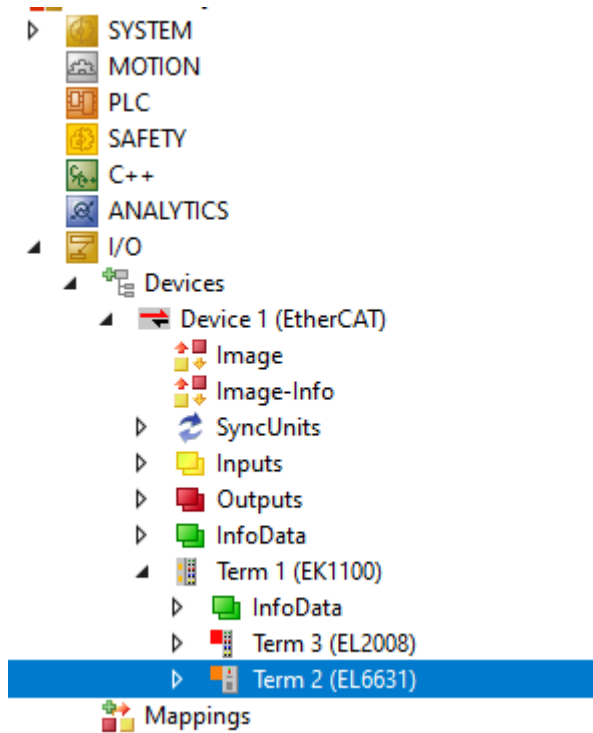 SYSTEM
MOTION
PLC
SAFETY
C++
ANALYTICS
I/O
Devices
Device 1 (EtherCAT)
Image
Image-Info
SyncUnits
Inputs
Outputs
InfoData
Term 1 (EK1100)
InfoData
Term 3 (EL2008)
Term 2 (EL6631)
Mappings